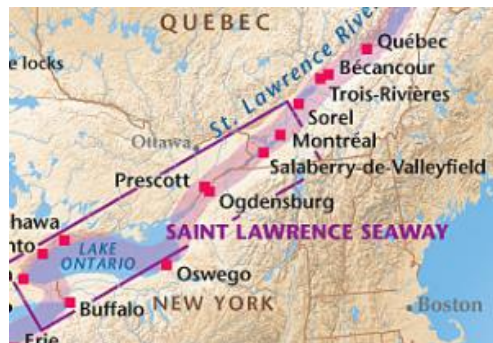 QUEBEC
e locks
St. Lawrence Rive
Québec
Bécancour
Trois-Rivières
Sorel
Ottawa
Montréal
Salaberry-de-Valleyfield
Prescott
Ogdensburg
SAINT LAWRENCE SEAWAY
hawa
nto
LAKE
ONTARIO
Oswego
Buffalo
NEW YORK
Boston
Erie